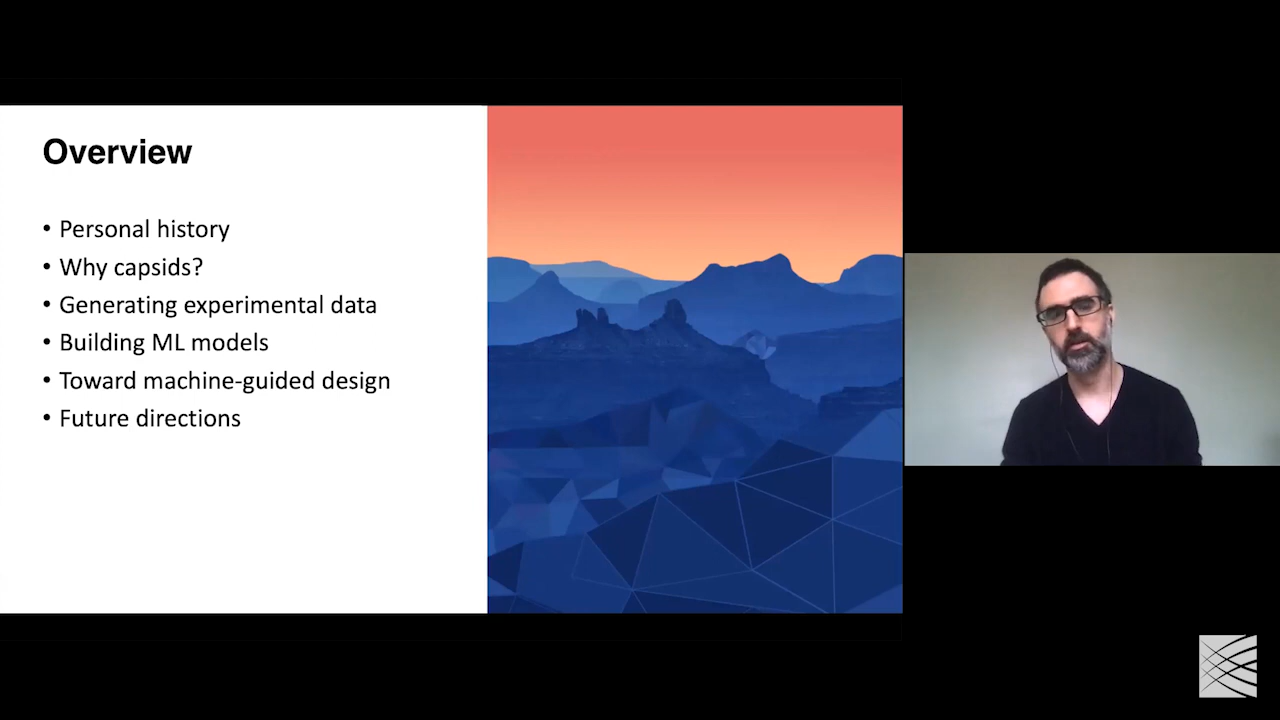 Overview
• Personal history
• Why capsids?
• Generating experimental data
• Building ML models
• Toward machine-guided design
• Future directions